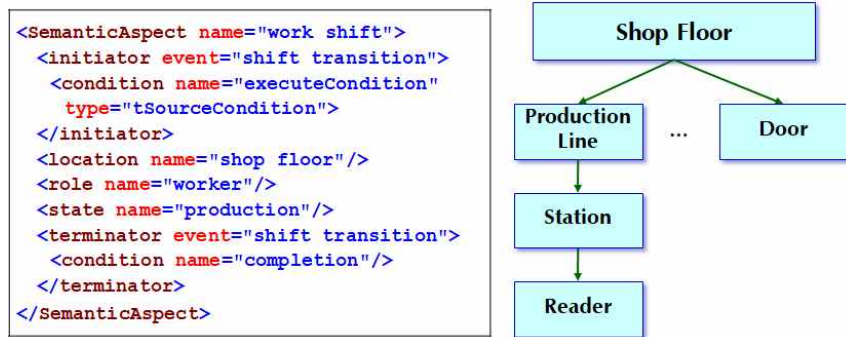 <SemanticAspect name="work shift">
<initiator event="shift transition">
<condition name="executeCondition"
type="tSourceCondition">
</initiator>
<location name="shop floor"/>
<role name="worker"/>
<state name="production"/>
<terminator event="shift transition">
<condition name="completion"/>
</terminator>
</SemanticAspect>
Shop Floor
Production
Line
...
Door
Station
Reader